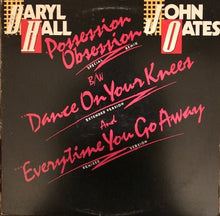 DARYL HALL JOHN OATES
Possession
Obsession
SPECIAL REMIX
B/W
...Dance On Your Knees
EXTENDED VERSION
AND
...Everytime You Go Away
REMIXED VERSION